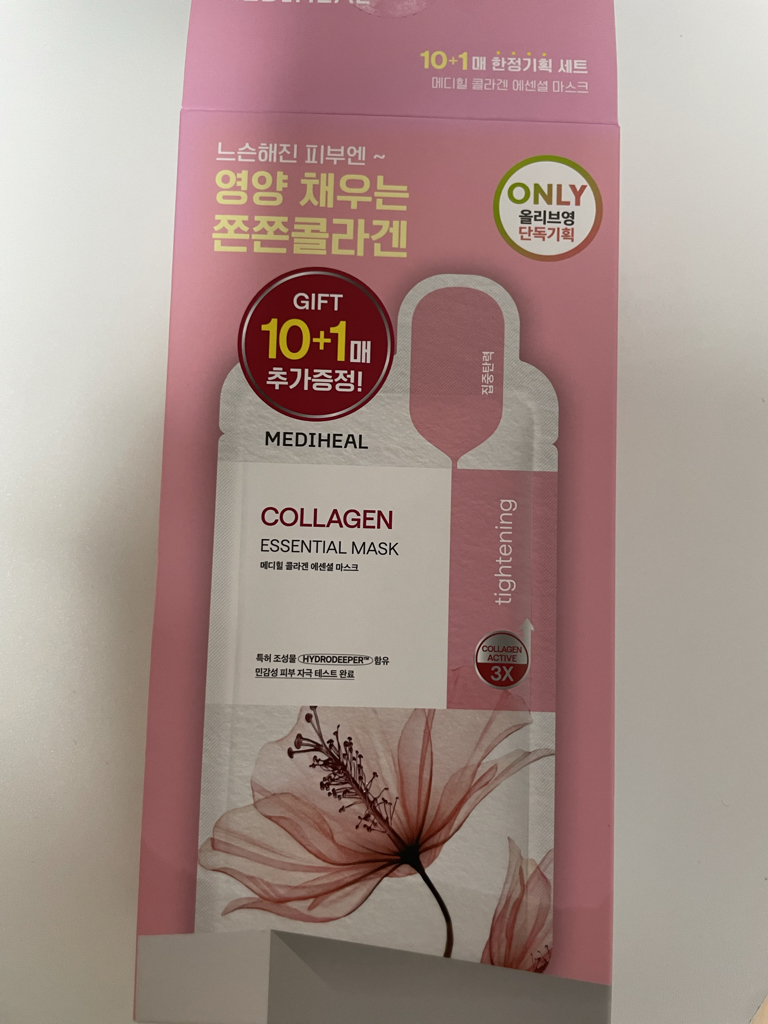 MEDIHEAL
10+1매 한정기획 세트
메디힐 콜라겐 에센셜 마스크
느슨해진 피부엔 ~
영양 채우는
쫀쫀콜라겐
ONLY
올리브영
단독기획
GIFT
10+1매
추가증정!
집중탄력
MEDIHEAL
COLLAGEN
ESSENTIAL MASK
메디힐 콜라겐 에센셜 마스크
tightening
COLLAGEN
ACTIVE
3X
특허 조성물 HYDRODEEPER™ 함유
민감성 피부 자극 테스트 완료